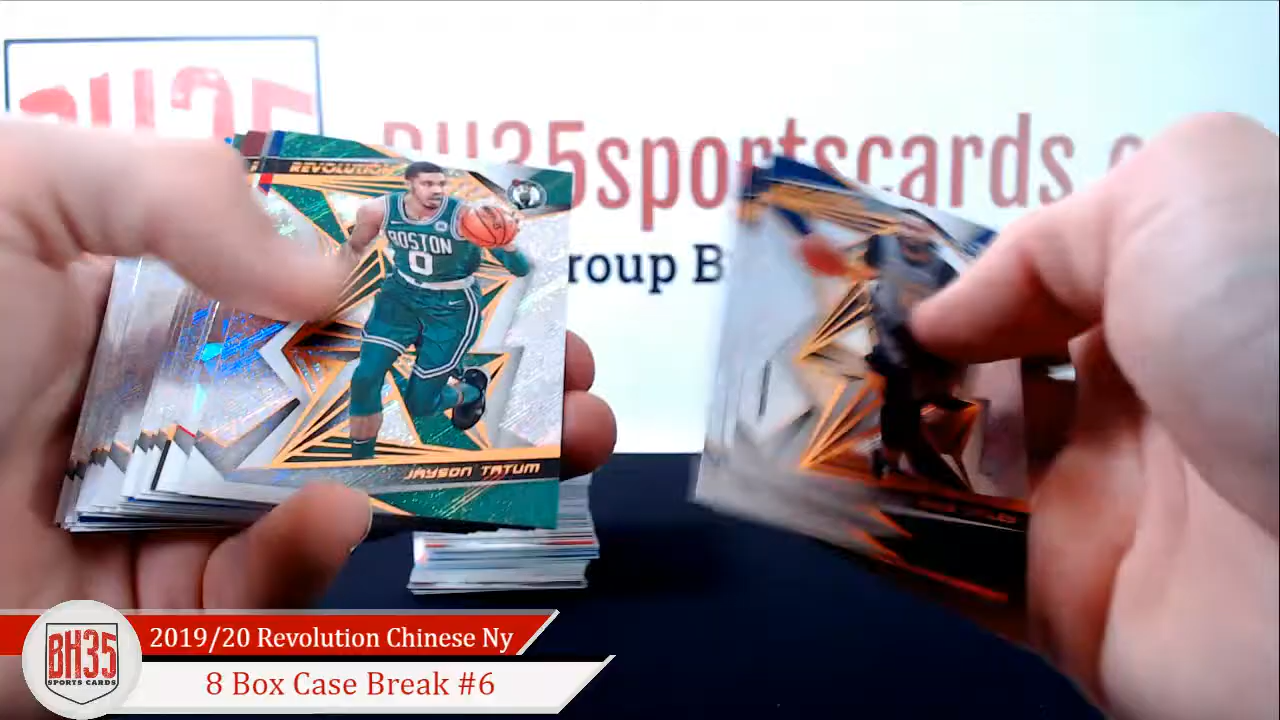 BH35
BH35sportscards.c
roup B
REVOLUTION
BOSTON
0
JAYSON TATUM
BH35
SPORTS CARDS
2019/20 Revolution Chinese Ny
8 Box Case Break #6